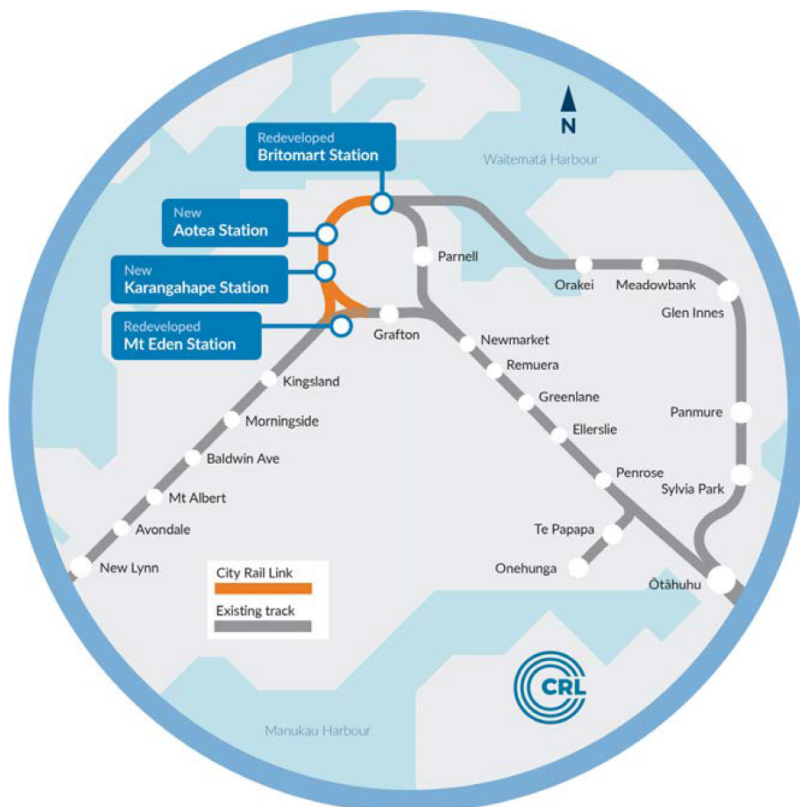 N
Waitematā Harbour
Redeveloped
Britomart Station
New
Aotea Station
New
Karangahape Station
Redeveloped
Mt Eden Station
Parnell
Orakei
Meadowbank
Glen Innes
Grafton
Newmarket
Remuera
Greenlane
Ellerslie
Penrose
Panmure
Sylvia Park
Kingsland
Morningside
Baldwin Ave
Mt Albert
Avondale
New Lynn
Te Papapa
Onehunga
Ōtāhuhu
City Rail Link
Existing track
CRL
Manukau Harbour